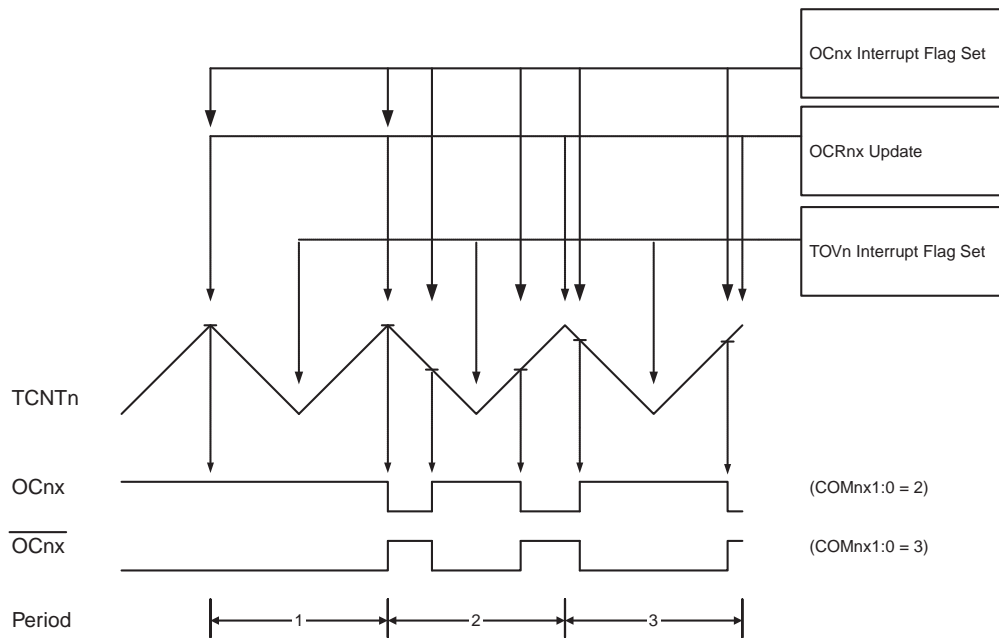 OCnx Interrupt Flag Set
OCRnx Update
TOVn Interrupt Flag Set
TCNTn
OCnx
(COMnx1:0 = 2)
OCnx
(COMnx1:0 = 3)
Period
1
2
3